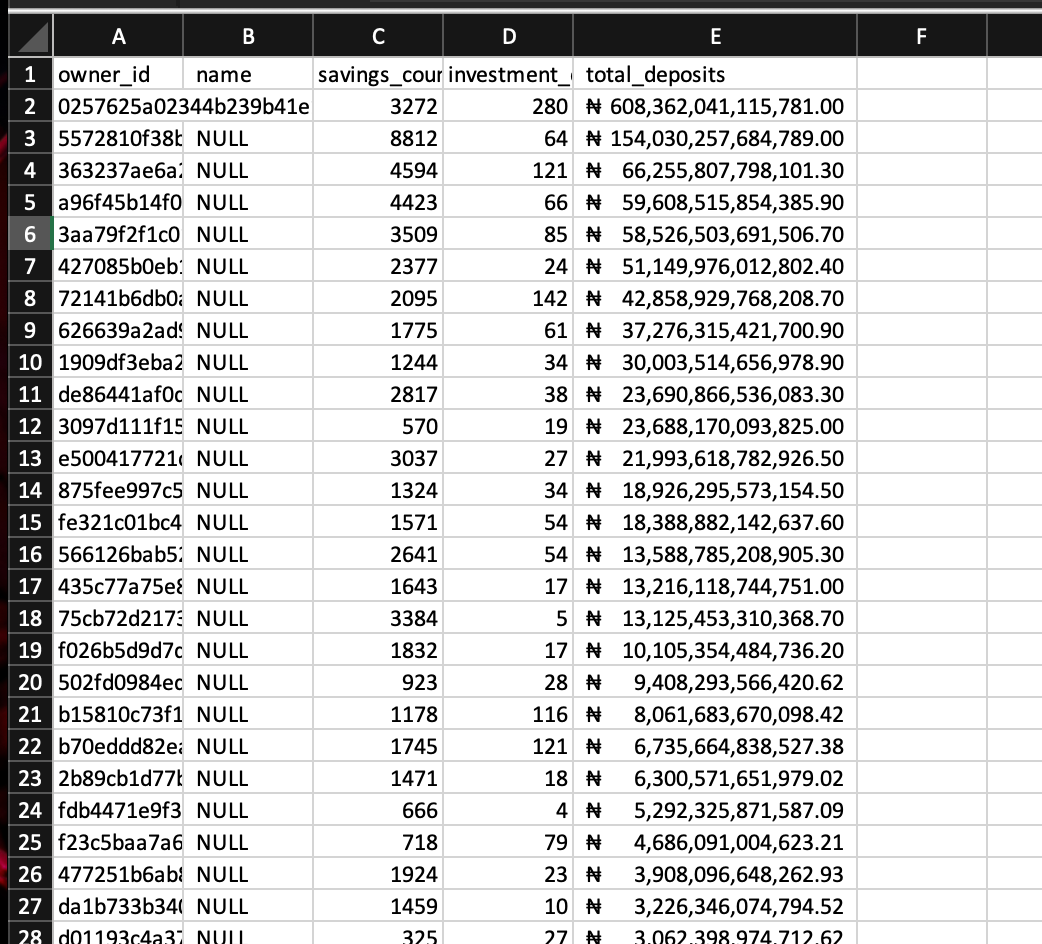 A B C D E F
1 owner_id name savings_cour investment_ total_deposits
2 0257625a02344b239b41e 3272 280 ₦ 608,362,041,115,781.00
3 5572810f38b NULL 8812 64 ₦ 154,030,257,684,789.00
4 363237ae6a2 NULL 4594 121 ₦ 66,255,807,798,101.30
5 a96f45b14f0 NULL 4423 66 ₦ 59,608,515,854,385.90
6 3aa79f2f1c0 NULL 3509 85 ₦ 58,526,503,691,506.70
7 427085b0eb1 NULL 2377 24 ₦ 51,149,976,012,802.40
8 72141b6db0a NULL 2095 142 ₦ 42,858,929,768,208.70
9 626639a2ad9 NULL 1775 61 ₦ 37,276,315,421,700.90
10 1909df3eba2 NULL 1244 34 ₦ 30,003,514,656,978.90
11 de86441af0c NULL 2817 38 ₦ 23,690,866,536,083.30
12 3097d111f15 NULL 570 19 ₦ 23,688,170,093,825.00
13 e500417721 NULL 3037 27 ₦ 21,993,618,782,926.50
14 875fee997c5 NULL 1324 34 ₦ 18,926,295,573,154.50
15 fe321c01bc4 NULL 1571 54 ₦ 18,388,882,142,637.60
16 566126bab52 NULL 2641 54 ₦ 13,588,785,208,905.30
17 435c77a75e8 NULL 1643 17 ₦ 13,216,118,744,751.00
18 75cb72d2173 NULL 3384 5 ₦ 13,125,453,310,368.70
19 f026b5d9d7c NULL 1832 17 ₦ 10,105,354,484,736.20
20 502fd0984ec NULL 923 28 ₦ 9,408,293,566,420.62
21 b15810c73f1 NULL 1178 116 ₦ 8,061,683,670,098.42
22 b70eddd82ea NULL 1745 121 ₦ 6,735,664,838,527.38
23 2b89cb1d77b NULL 1471 18 ₦ 6,300,571,651,979.02
24 fdb4471e9f3 NULL 666 4 ₦ 5,292,325,871,587.09
25 f23c5baa7a6 NULL 718 79 ₦ 4,686,091,004,623.21
26 477251b6ab8 NULL 1924 23 ₦ 3,908,096,648,262.93
27 da1b733b340 NULL 1459 10 ₦ 3,226,346,074,794.52
28 d01193c4a37 NULL 325 27 ₦ 3,062,398,974,712.62